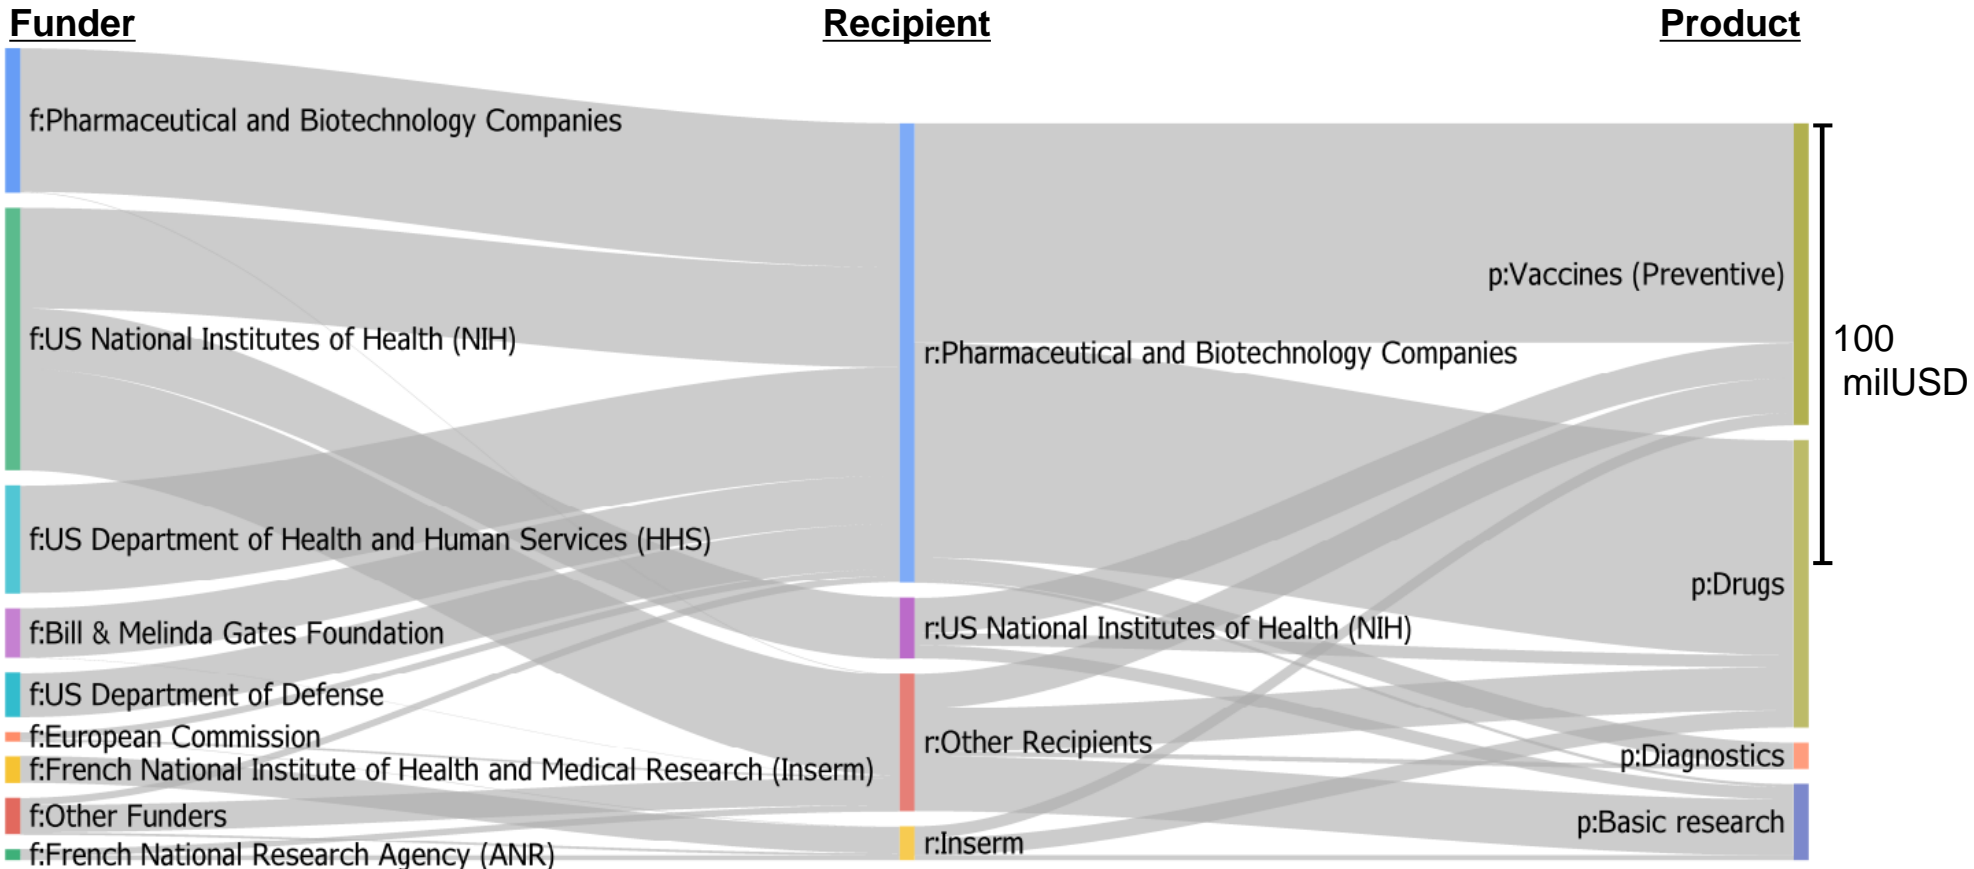 Funder
Recipient
Product
f:Pharmaceutical and Biotechnology Companies
f:US National Institutes of Health (NIH)
f:US Department of Health and Human Services (HHS)
f:Bill & Melinda Gates Foundation
f:US Department of Defense
f:European Commission
f:French National Institute of Health and Medical Research (Inserm)
f:Other Funders
f:French National Research Agency (ANR)
r:Pharmaceutical and Biotechnology Companies
r:US National Institutes of Health (NIH)
r:Other Recipients
r:Inserm
p:Vaccines (Preventive)
p:Drugs
p:Diagnostics
p:Basic research
100
milUSD